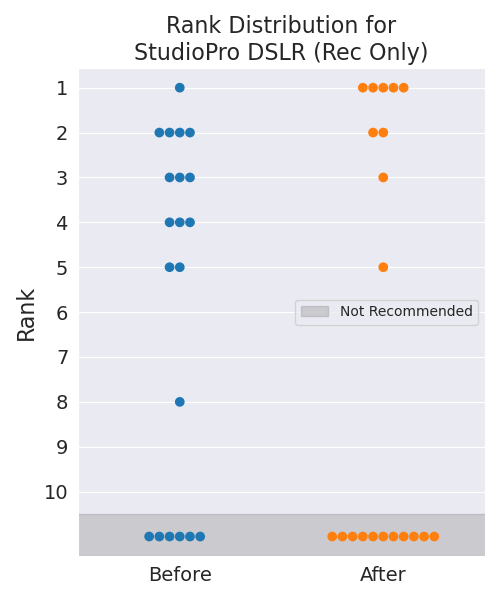 Rank Distribution for
StudioPro DSLR (Rec Only)
Rank
1
2
3
4
5
6
7
8
9
10
Not Recommended
Before After